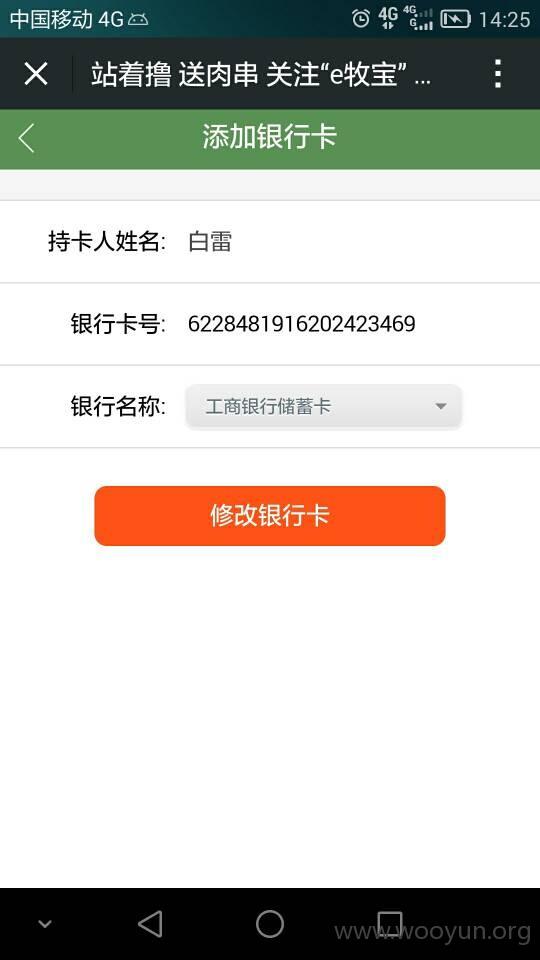 中国移动 4G 4G 4G G 14:25
站着撸 送肉串 关注“e牧宝” ...
添加银行卡
持卡人姓名: 白雷
银行卡号: 6228481916202423469
银行名称: 工商银行储蓄卡
修改银行卡
www.wooyun.org